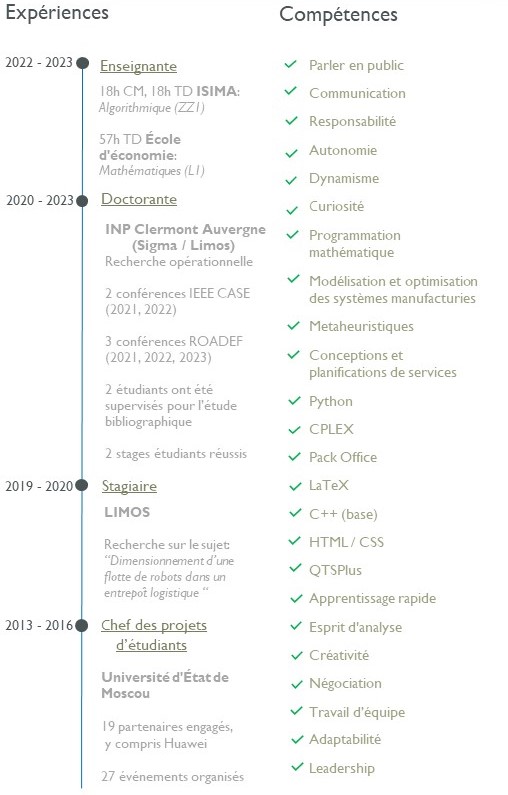 Expériences
2022 - 2023
Enseignante
18h CM, 18h TD ISIMA:
Algorithmique (ZZ1)
57h TD École
d'économie:
Mathématiques (L1)
2020 - 2023
Doctorante
INP Clermont Auvergne
(Sigma / Limos)
Recherche opérationnelle
2 conférences IEEE CASE
(2021, 2022)
3 conférences ROADEF
(2021, 2022, 2023)
2 étudiants ont été
supervisés pour l'étude
bibliographique
2 stages étudiants réussis
2019 - 2020
Stagiaire
LIMOS
Recherche sur le sujet:
“Dimensionnement d'une
flotte de robots dans un
entrepôt logistique “
2013 - 2016
Chef des projets
d'étudiants
Université d'État de
Moscou
19 partenaires engagés,
y compris Huawei
27 événements organisés
Compétences
Parler en public
Communication
Responsabilité
Autonomie
Dynamisme
Curiosité
Programmation
mathématique
Modélisation et optimisation
des systèmes manufacturies
Metaheuristiques
Conceptions et
planifications de services
Python
CPLEX
Pack Office
LaTeX
C++ (base)
HTML / CSS
QTSPlus
Apprentissage rapide
Esprit d'analyse
Créativité
Négociation
Travail d'équipe
Adaptabilité
Leadership